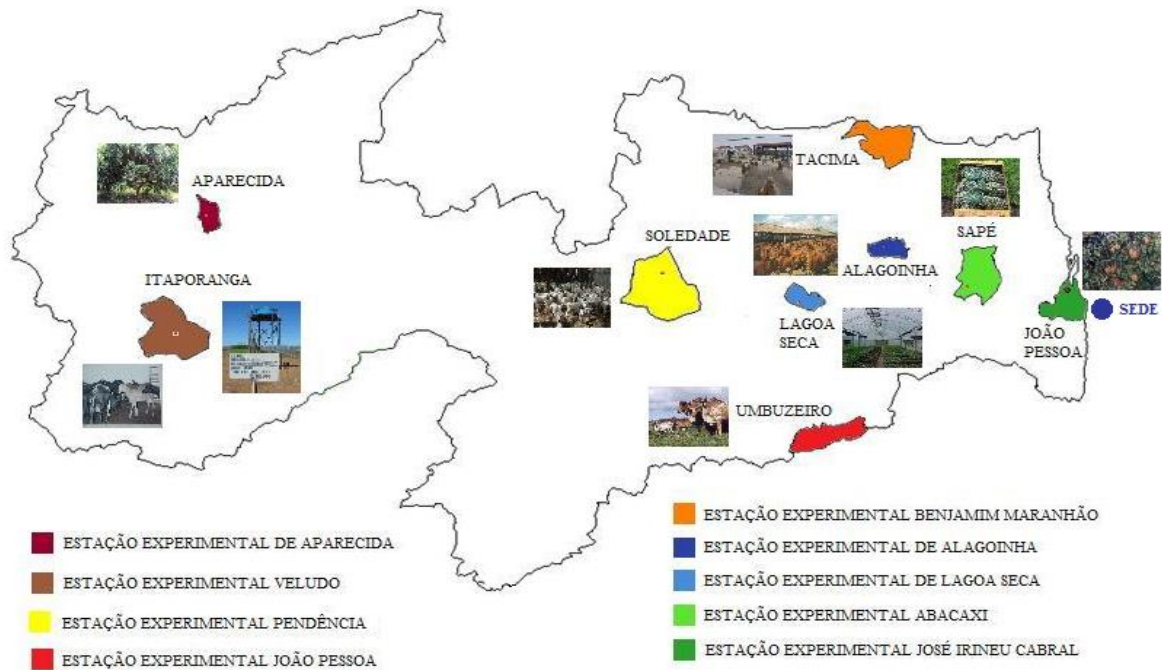 TACIMA
APARECIDA
SAPÉ
SOLEDADE
ALAGOINHA
ITAPORANGA
SEDE
LAGOA
SECA
JOÃO
PESSOA
UMBUZEIRO
ESTAÇÃO EXPERIMENTAL DE APARECIDA
ESTAÇÃO EXPERIMENTAL VELUDO
ESTAÇÃO EXPERIMENTAL PENDÊNCIA
ESTAÇÃO EXPERIMENTAL JOÃO PESSOA
ESTAÇÃO EXPERIMENTAL BENJAMIM MARANHÃO
ESTAÇÃO EXPERIMENTAL DE ALAGOINHA
ESTAÇÃO EXPERIMENTAL DE LAGOA SECA
ESTAÇÃO EXPERIMENTAL ABACAXI
ESTAÇÃO EXPERIMENTAL JOSÉ IRINEU CABRAL